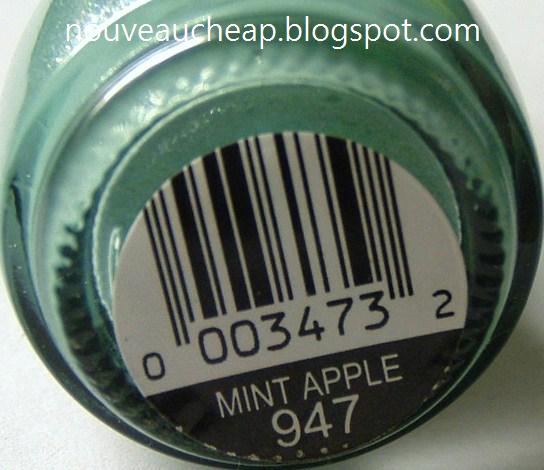 nouveaucheap.blogspot.com
0 003473 2
MINT APPLE
947